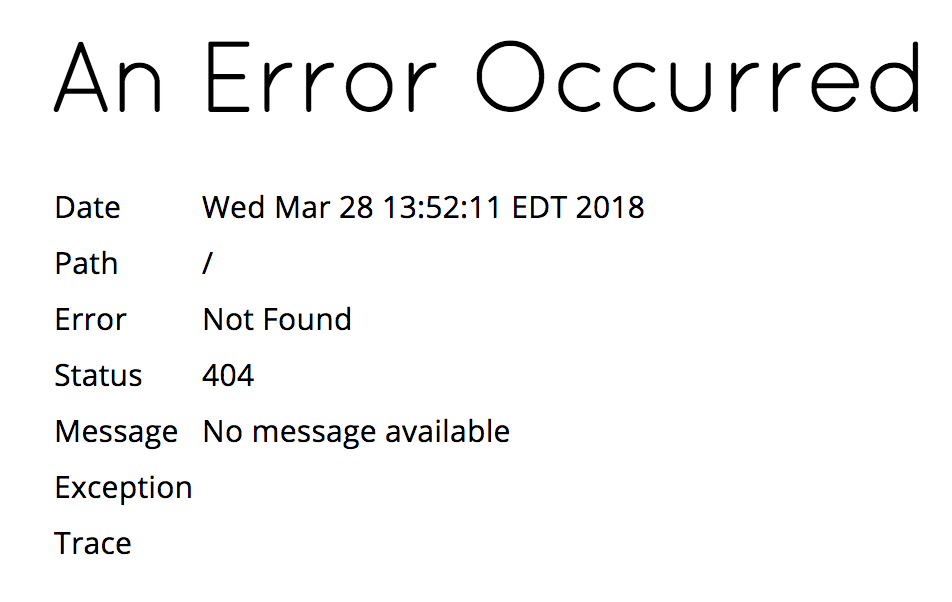 An Error Occurred
Date Wed Mar 28 13:52:11 EDT 2018
Path /
Error Not Found
Status 404
Message No message available
Exception
Trace